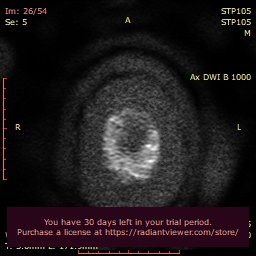 Im: 26/54
STP105
Se: 5
STP105
M
A
Ax DWI B 1000
R
L
You have 30 days left in your trial period.
Purchase a license at https://radiantviewer.com/store/